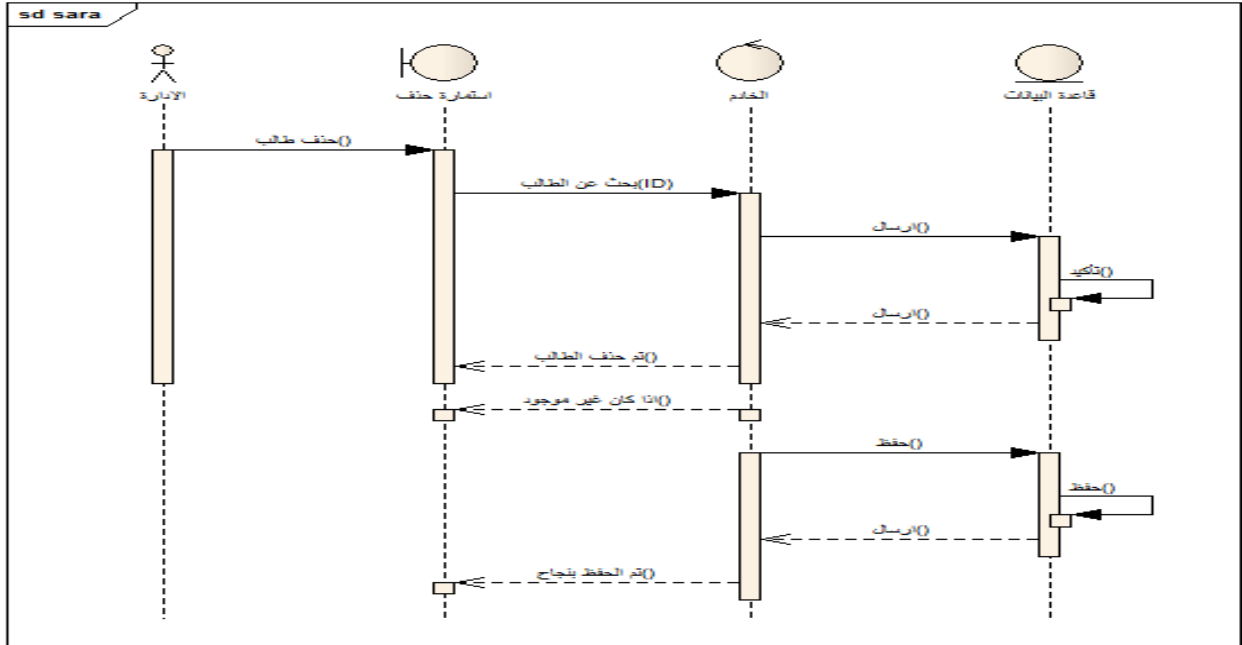 sd sara
الادارة
استمارة حذف
الخادم
قاعدة البيانات
حذف طالب()
بحث عن الطالب(ID)
ارسال()
تأكيد()
ارسال()
تم حذف الطالب()
اذا كان غير موجود()
حفظ()
حفظ()
ارسال()
تم الحفظ بنجاح()